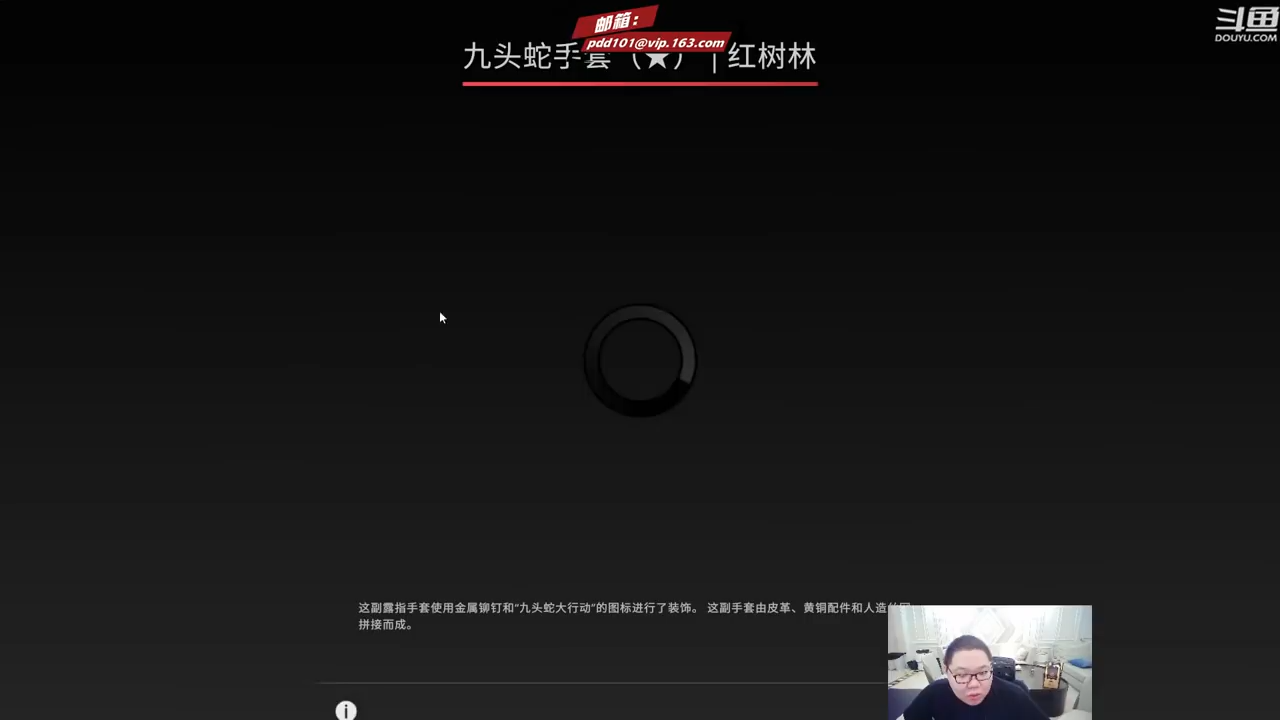 斗鱼
DOUYU.COM
邮箱：
pdd101@vip.163.com
九头蛇手套（★） | 红树林
这副露指手套使用金属铆钉和“九头蛇大行动”的图标进行了装饰。 这副手套由皮革、黄铜配件和人造
拼接而成。